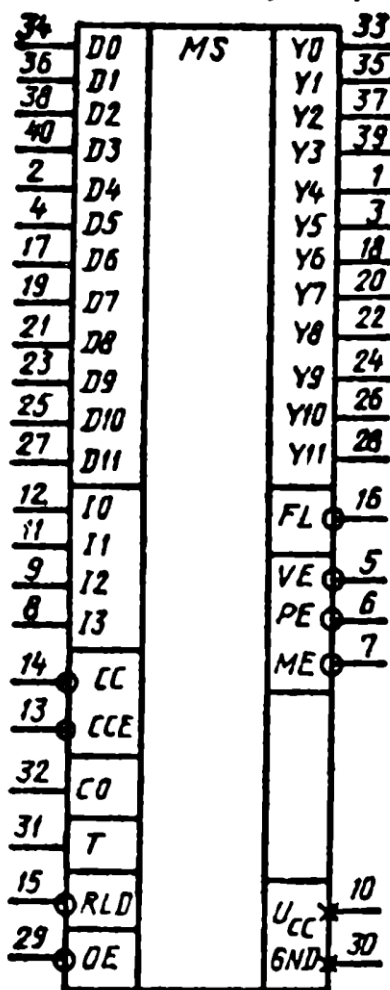 34 D0 MS Y0 33
36 D1 Y1 35
38 D2 Y2 37
40 D3 Y3 39
2 D4 Y4 1
4 D5 Y5 3
17 D6 Y6 18
19 D7 Y7 20
21 D8 Y8 22
23 D9 Y9 24
25 D10 Y10 26
27 D11 Y11 28
12 I0 FL 16
11 I1
9 I2 VE 5
8 I3 PE 6
14 CC ME 7
13 CCE
32 C0
31 T
15 RLD UCC 10
29 OE GND 30